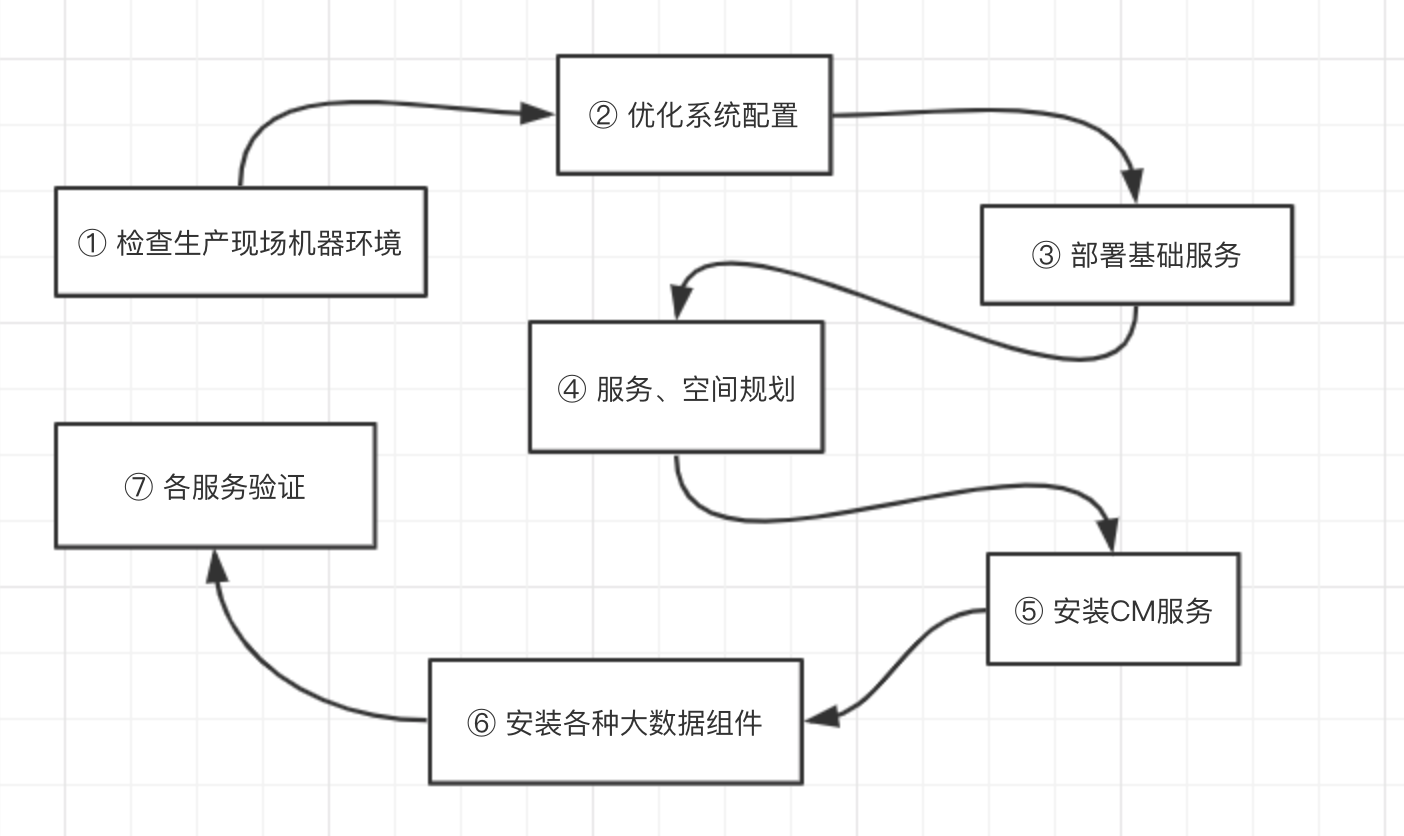 ① 检查生产现场机器环境
② 优化系统配置
③ 部署基础服务
④ 服务、空间规划
⑤ 安装CM服务
⑥ 安装各种大数据组件
⑦ 各服务验证